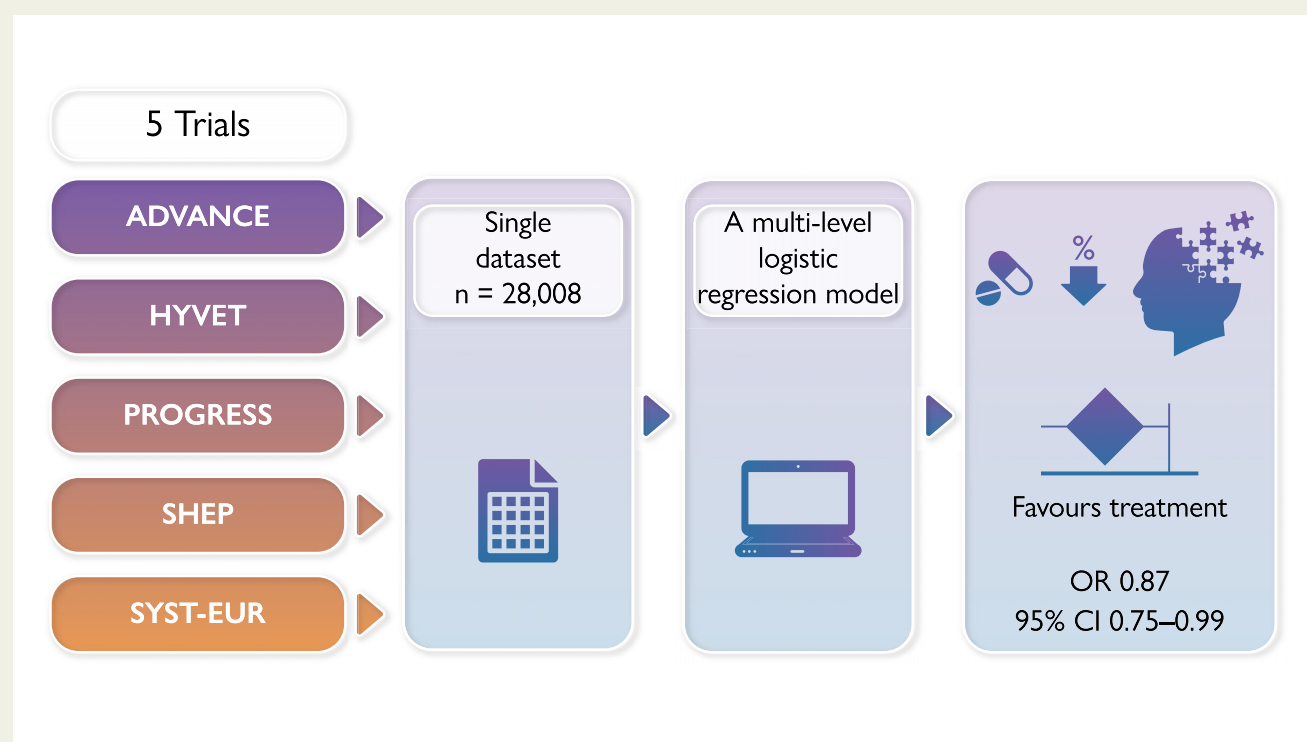 5 Trials
ADVANCE
HYVET
PROGRESS
SHEP
SYST-EUR
Single
dataset
n = 28,008
A multi-level
logistic
regression model
%
Favours treatment
OR 0.87
95% CI 0.75–0.99